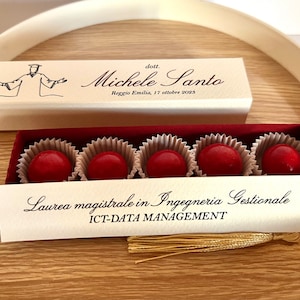 dott.
Michele Santo
Reggio Emilia, 17 ottobre 2023
Laurea magistrale in Ingegneria Gestionale
ICT-DATA MANAGEMENT